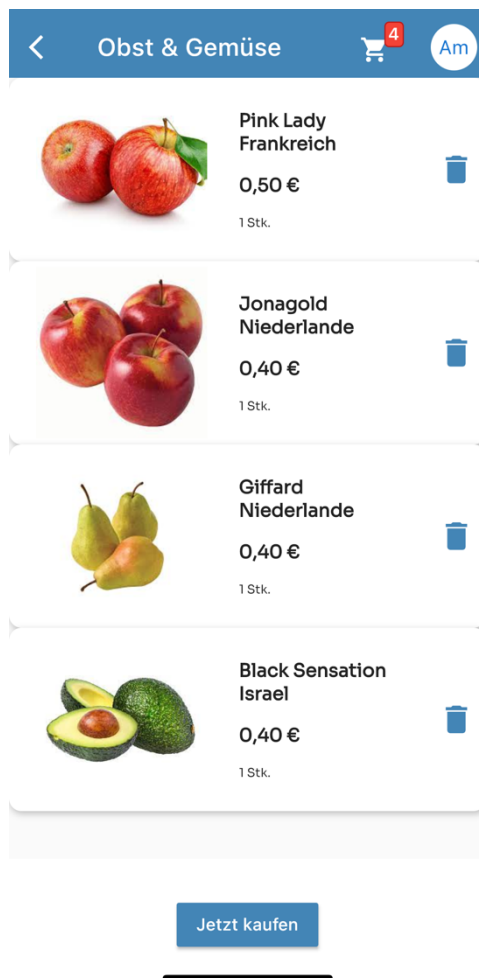 Obst & Gemüse
4
Am
Pink Lady
Frankreich
0,50 €
1 Stk.
Jonagold
Niederlande
0,40 €
1 Stk.
Giffard
Niederlande
0,40 €
1 Stk.
Black Sensation
Israel
0,40 €
1 Stk.
Jetzt kaufen